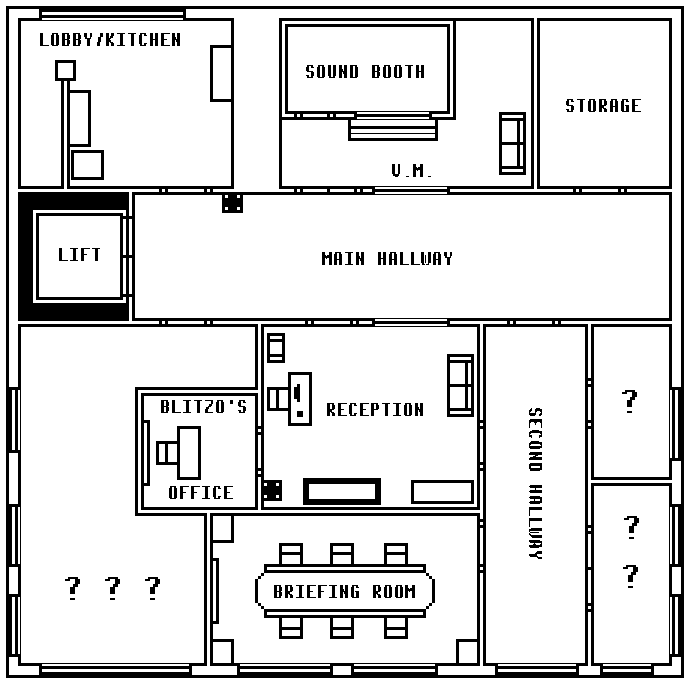 LOBBY/KITCHEN
SOUND BOOTH
STORAGE
V.M.
LIFT
MAIN HALLWAY
BLITZO'S
OFFICE
RECEPTION
SECOND HALLWAY
?
?
?
? ? ?
BRIEFING ROOM